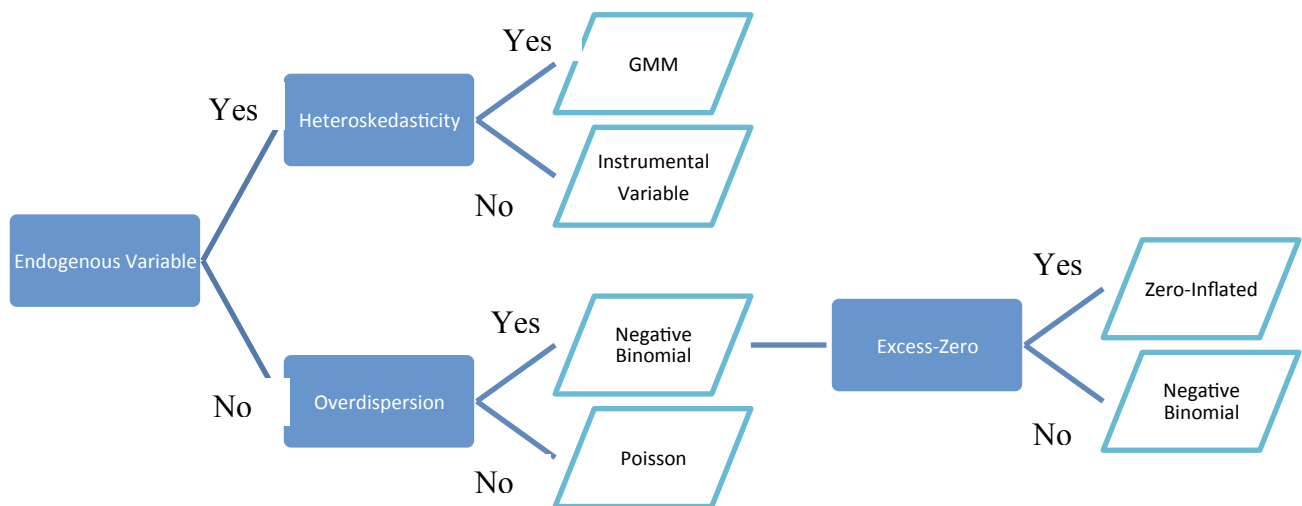 Yes
GMM
Yes
Heteroskedasticity
Instrumental
Variable
No
Endogenous Variable
Yes
Zero-Inflated
Yes
Negative
Binomial
Excess-Zero
No
Overdispersion
Negative
Binomial
No
Poisson
No